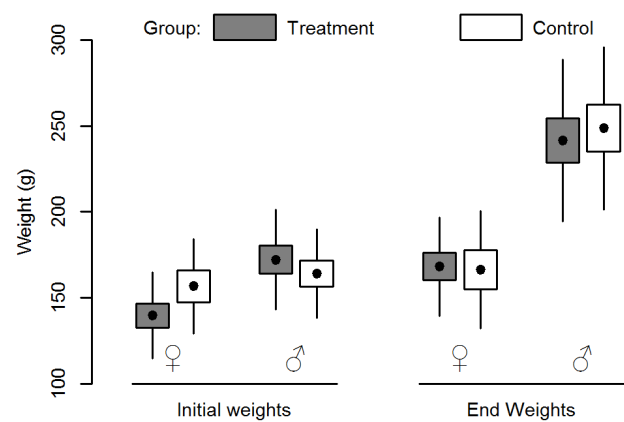 Group: Treatment Control
Weight (g)
300
250
200
150
100
♀ ♂ ♀ ♂
Initial weights End Weights